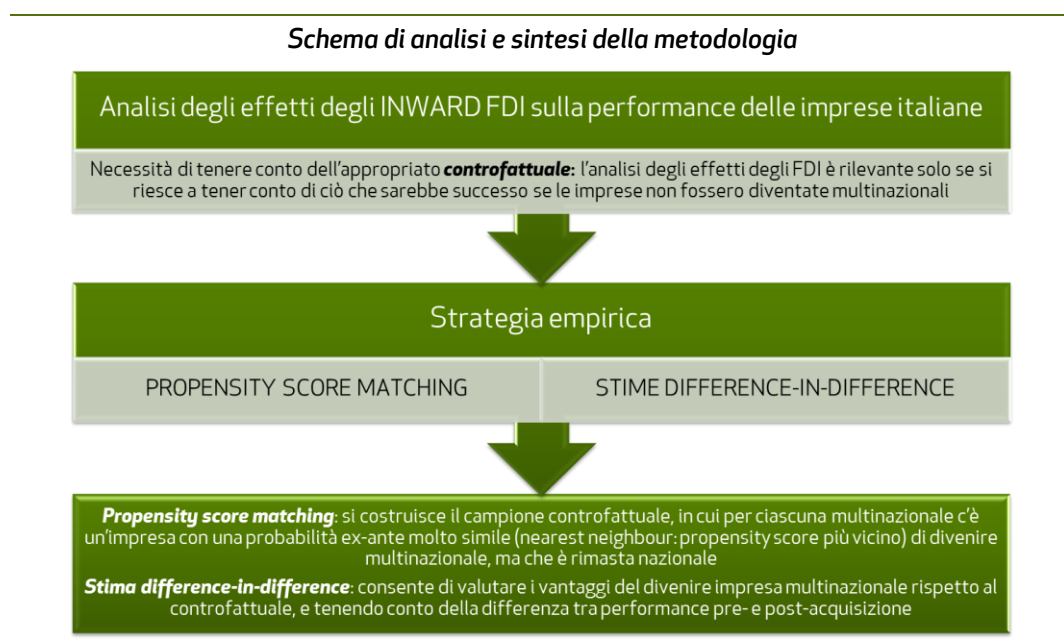 Schema di analisi e sintesi della metodologia
Analisi degli effetti degli INWARD FDI sulla performance delle imprese italiane
Necessità di tenere conto dell'appropriato controfattuale: l'analisi degli effetti degli FDI è rilevante solo se si
riesce a tener conto di ciò che sarebbe successo se le imprese non fossero diventate multinazionali
Strategia empirica
PROPENSITY SCORE MATCHING
STIME DIFFERENCE-IN-DIFFERENCE
Propensity score matching: si costruisce il campione controfattuale, in cui per ciascuna multinazionale c'è
un'impresa con una probabilità ex-ante molto simile (nearest neighbour: propensity score più vicino) di divenire
multinazionale, ma che è rimasta nazionale
Stima difference-in-difference: consente di valutare i vantaggi del divenire impresa multinazionale rispetto al
controfattuale, e tenendo conto della differenza tra performance pre- e post-acquisizione